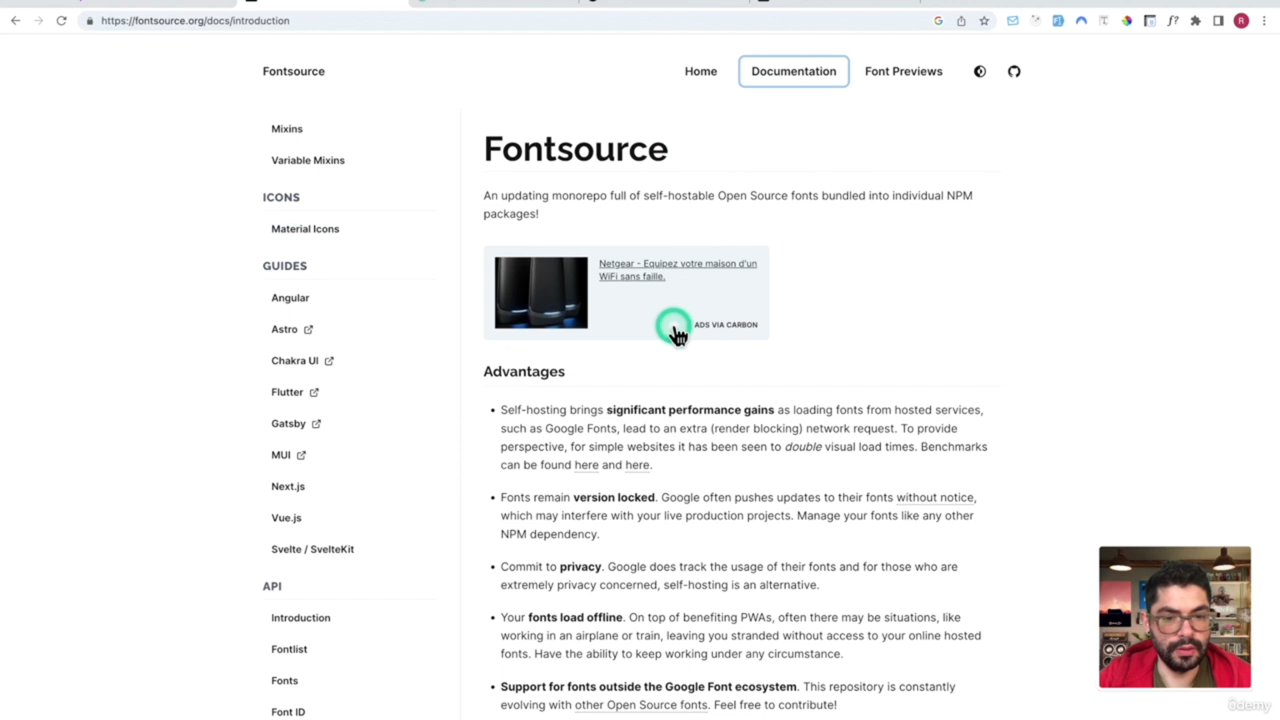 https://fontsource.org/docs/introduction
Fontsource
Home
Documentation
Font Previews
Mixins
Variable Mixins
ICONS
Material Icons
GUIDES
Angular
Astro
Chakra UI
Flutter
Gatsby
MUI
Next.js
Vue.js
Svelte / SvelteKit
API
Introduction
Fontlist
Fonts
Font ID
Fontsource
An updating monorepo full of self-hostable Open Source fonts bundled into individual NPM
packages!
Netgear - Equipez votre maison d'un
WiFi sans faille.
ADS VIA CARBON
Advantages
• Self-hosting brings significant performance gains as loading fonts from hosted services,
such as Google Fonts, lead to an extra (render blocking) network request. To provide
perspective, for simple websites it has been seen to double visual load times. Benchmarks
can be found here and here.
• Fonts remain version locked. Google often pushes updates to their fonts without notice,
which may interfere with your live production projects. Manage your fonts like any other
NPM dependency.
• Commit to privacy. Google does track the usage of their fonts and for those who are
extremely privacy concerned, self-hosting is an alternative.
• Your fonts load offline. On top of benefiting PWAs, often there may be situations, like
working in an airplane or train, leaving you stranded without access to your online hosted
fonts. Have the ability to keep working under any circumstance.
• Support for fonts outside the Google Font ecosystem. This repository is constantly
evolving with other Open Source fonts. Feel free to contribute!
ûdemy